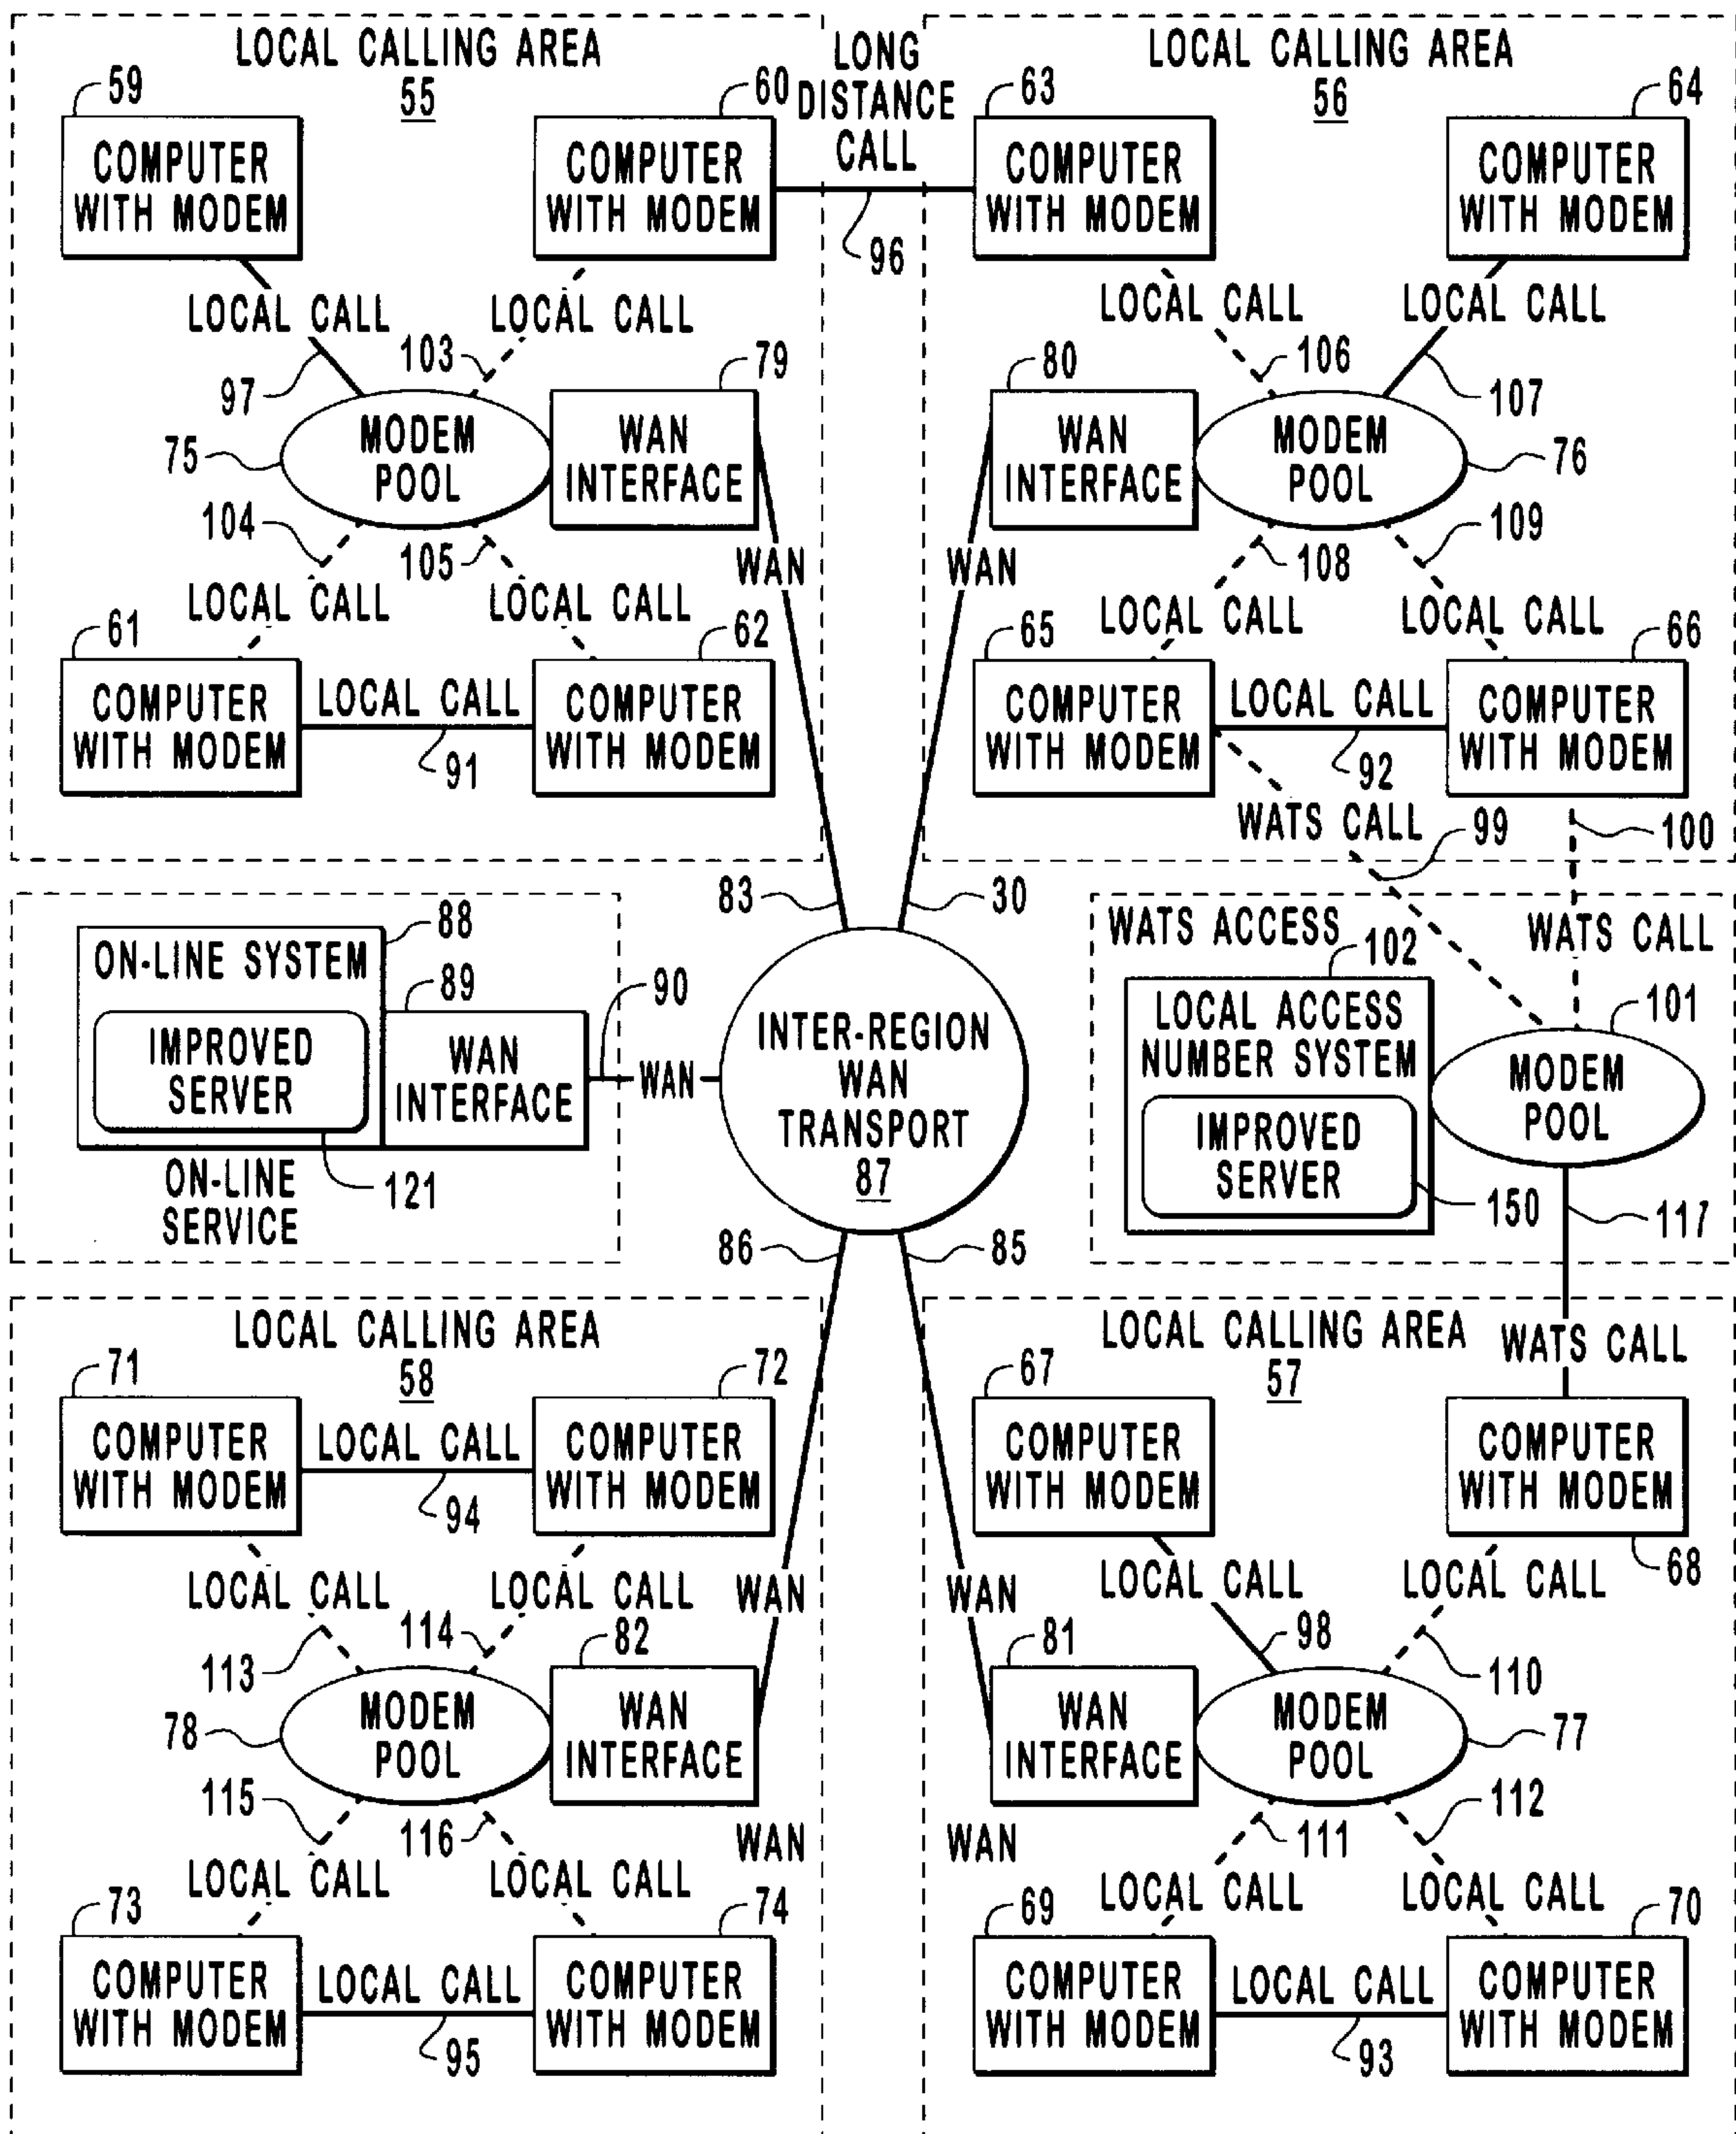 LOCAL CALLING AREA
55
59
COMPUTER
WITH MODEM
60
COMPUTER
WITH MODEM
LONG
DISTANCE
CALL
96
LOCAL CALLING AREA
56
63
COMPUTER
WITH MODEM
64
COMPUTER
WITH MODEM
LOCAL CALL
97
LOCAL CALL
103
75
MODEM
POOL
79
WAN
INTERFACE
104
105
LOCAL CALL
LOCAL CALL
WAN
61
COMPUTER
WITH MODEM
LOCAL CALL
91
62
COMPUTER
WITH MODEM
83
LOCAL CALL
106
LOCAL CALL
107
80
WAN
INTERFACE
MODEM
POOL
76
WAN
108
109
LOCAL CALL
LOCAL CALL
65
COMPUTER
WITH MODEM
LOCAL CALL
92
66
COMPUTER
WITH MODEM
WATS CALL
99
100
30
88
ON-LINE SYSTEM
IMPROVED
SERVER
121
89
WAN
INTERFACE
90
WAN
ON-LINE
SERVICE
INTER-REGION
WAN
TRANSPORT
87
WATS ACCESS
102
WATS CALL
LOCAL ACCESS
NUMBER SYSTEM
IMPROVED
SERVER
150
101
MODEM
POOL
117
86
85
LOCAL CALLING AREA
58
71
COMPUTER
WITH MODEM
LOCAL CALL
94
72
COMPUTER
WITH MODEM
LOCAL CALL
113
LOCAL CALL
114
WAN
78
MODEM
POOL
82
WAN
INTERFACE
115
116
WAN
LOCAL CALL
LOCAL CALL
73
COMPUTER
WITH MODEM
LOCAL CALL
95
74
COMPUTER
WITH MODEM
LOCAL CALLING AREA
57
WATS CALL
67
COMPUTER
WITH MODEM
COMPUTER
WITH MODEM
68
WAN
LOCAL CALL
98
LOCAL CALL
110
81
WAN
INTERFACE
MODEM
POOL
77
WAN
111
112
LOCAL CALL
LOCAL CALL
69
COMPUTER
WITH MODEM
LOCAL CALL
93
70
COMPUTER
WITH MODEM